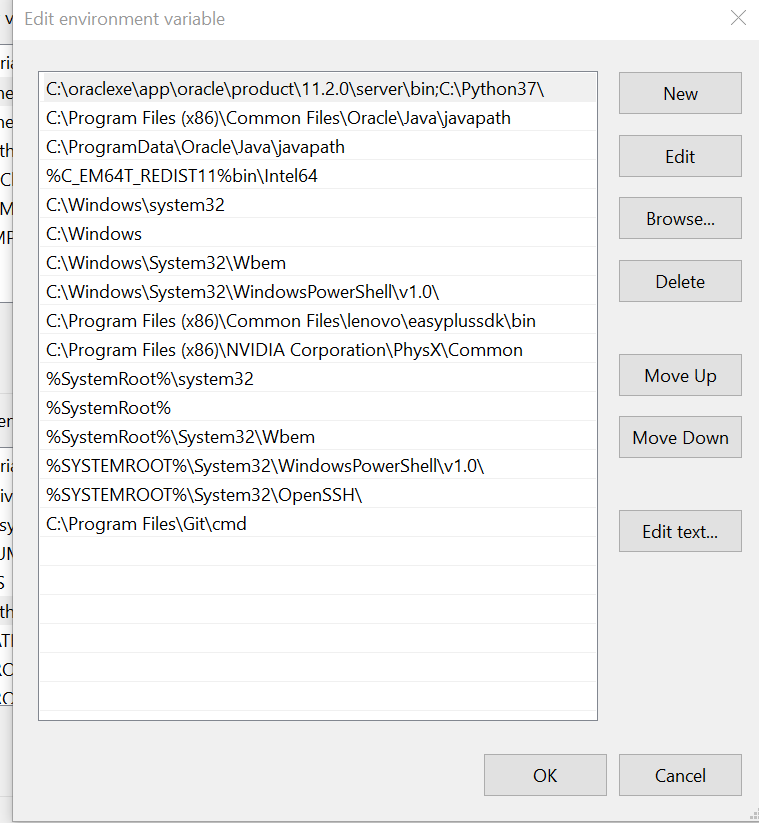 Edit environment variable
C:\oraclexe\app\oracle\product\11.2.0\server\bin;C:\Python37\
C:\Program Files (x86)\Common Files\Oracle\Java\javapath
C:\ProgramData\Oracle\Java\javapath
%C_EM64T_REDIST11%bin\Intel64
C:\Windows\system32
C:\Windows
C:\Windows\System32\Wbem
C:\Windows\System32\WindowsPowerShell\v1.0\
C:\Program Files (x86)\Common Files\lenovo\easyplussdk\bin
C:\Program Files (x86)\NVIDIA Corporation\PhysX\Common
%SystemRoot%\system32
%SystemRoot%
%SystemRoot%\System32\Wbem
%SYSTEMROOT%\System32\WindowsPowerShell\v1.0\
%SYSTEMROOT%\System32\OpenSSH\
C:\Program Files\Git\cmd
New
Edit
Browse...
Delete
Move Up
Move Down
Edit text...
OK
Cancel